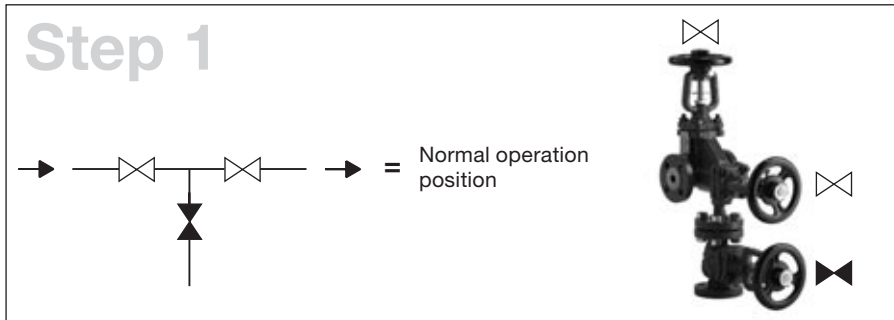 Step 1
= Normal operation
position